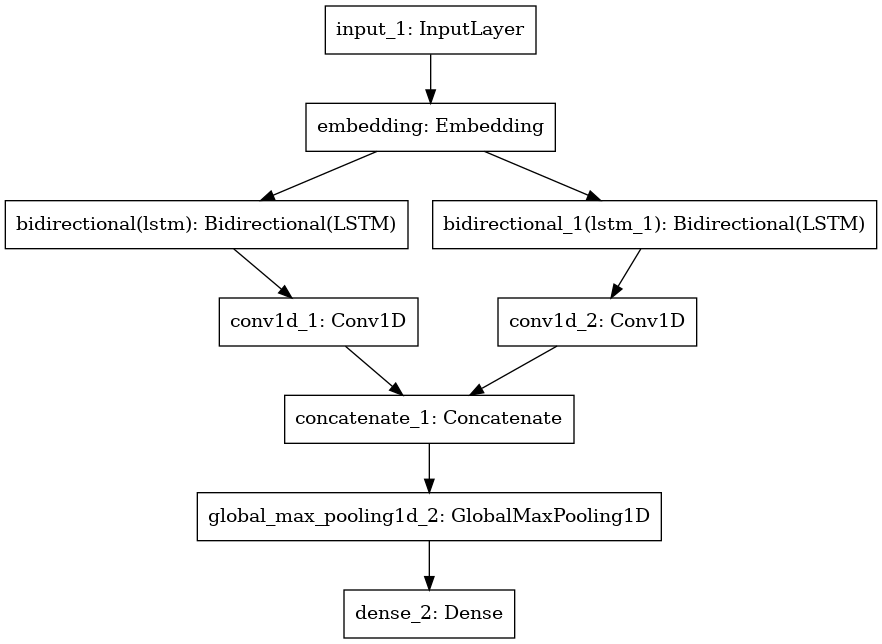 input_1: InputLayer
embedding: Embedding
bidirectional(lstm): Bidirectional(LSTM)
bidirectional_1(lstm_1): Bidirectional(LSTM)
conv1d_1: Conv1D
conv1d_2: Conv1D
concatenate_1: Concatenate
global_max_pooling1d_2: GlobalMaxPooling1D
dense_2: Dense